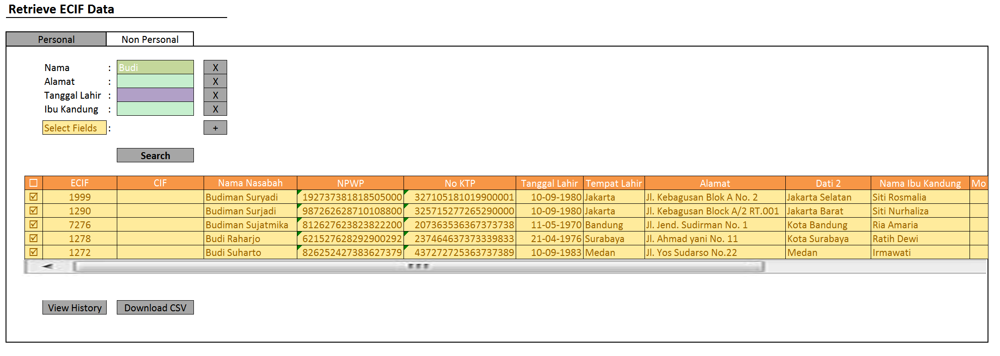 Retrieve ECIF Data
Personal Non Personal
Nama : Budi X
Alamat : X
Tanggal Lahir : X
Ibu Kandung : X
Select Fields : +
Search
ECIF CIF Nama Nasabah NPWP No KTP Tanggal Lahir Tempat Lahir Alamat Dati 2 Nama Ibu Kandung Mo
1999 Budiman Suryadi 192737381818505000 327105181019900001 10-09-1980 Jakarta Jl. Kebagusan Blok A No. 2 Jakarta Selatan Siti Rosmalia
1290 Budiman Surjadi 987262628710108800 325715277265290000 10-09-1980 Jakarta Jl. Kebagusan Block A/2 RT.001 Jakarta Barat Siti Nurhaliza
7276 Budiman Sujatmika 812627623823822200 207363536367373738 11-05-1970 Bandung Jl. Jend. Sudirman No. 1 Kota Bandung Ria Amaria
1278 Budi Raharjo 621527628292900292 237464637373339833 21-04-1976 Surabaya Jl. Ahmad yani No. 11 Kota Surabaya Ratih Dewi
1272 Budi Suharto 826252427383627379 437272725363737389 10-09-1983 Medan Jl. Yos Sudarso No.22 Medan Irmawati
View History Download CSV